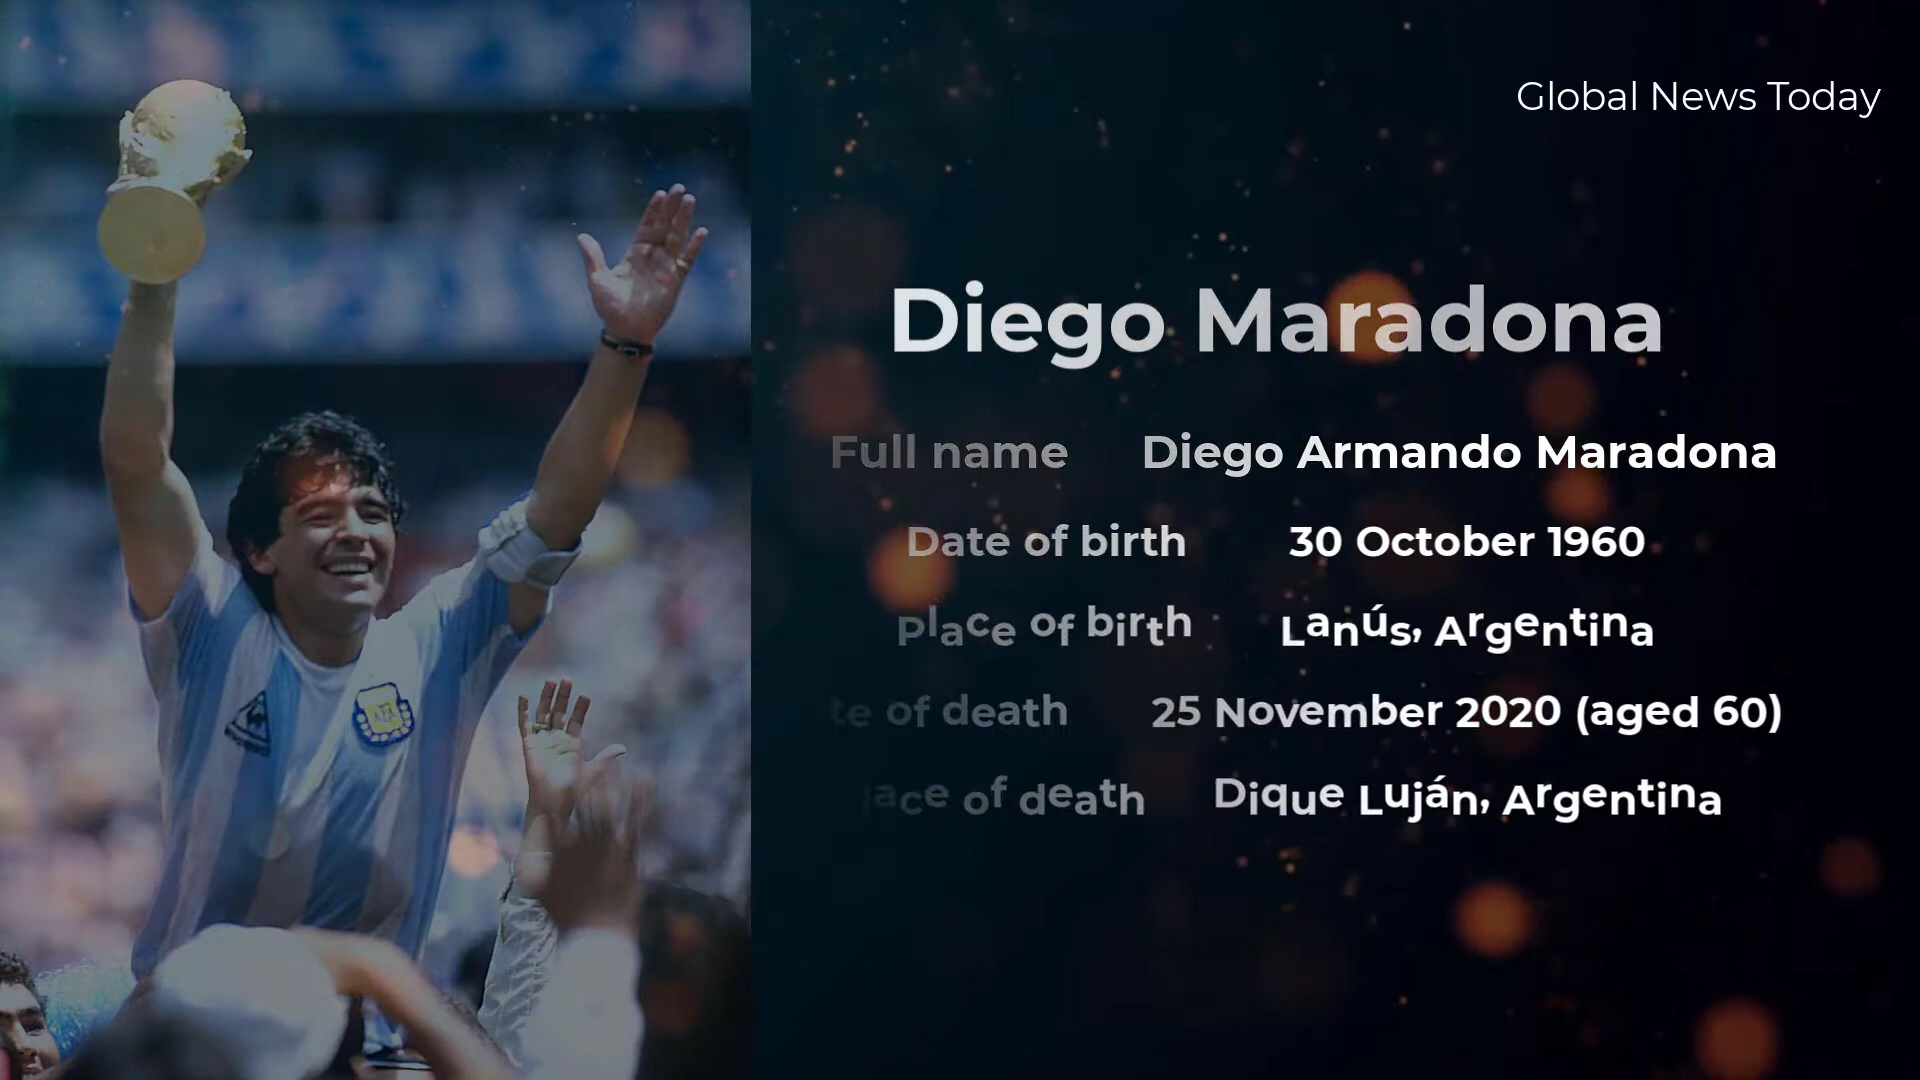 Global News Today
Diego Maradona
Full name Diego Armando Maradona
Date of birth 30 October 1960
Place of birth Lanús, Argentina
te of death 25 November 2020 (aged 60)
lace of death Dique Luján, Argentina